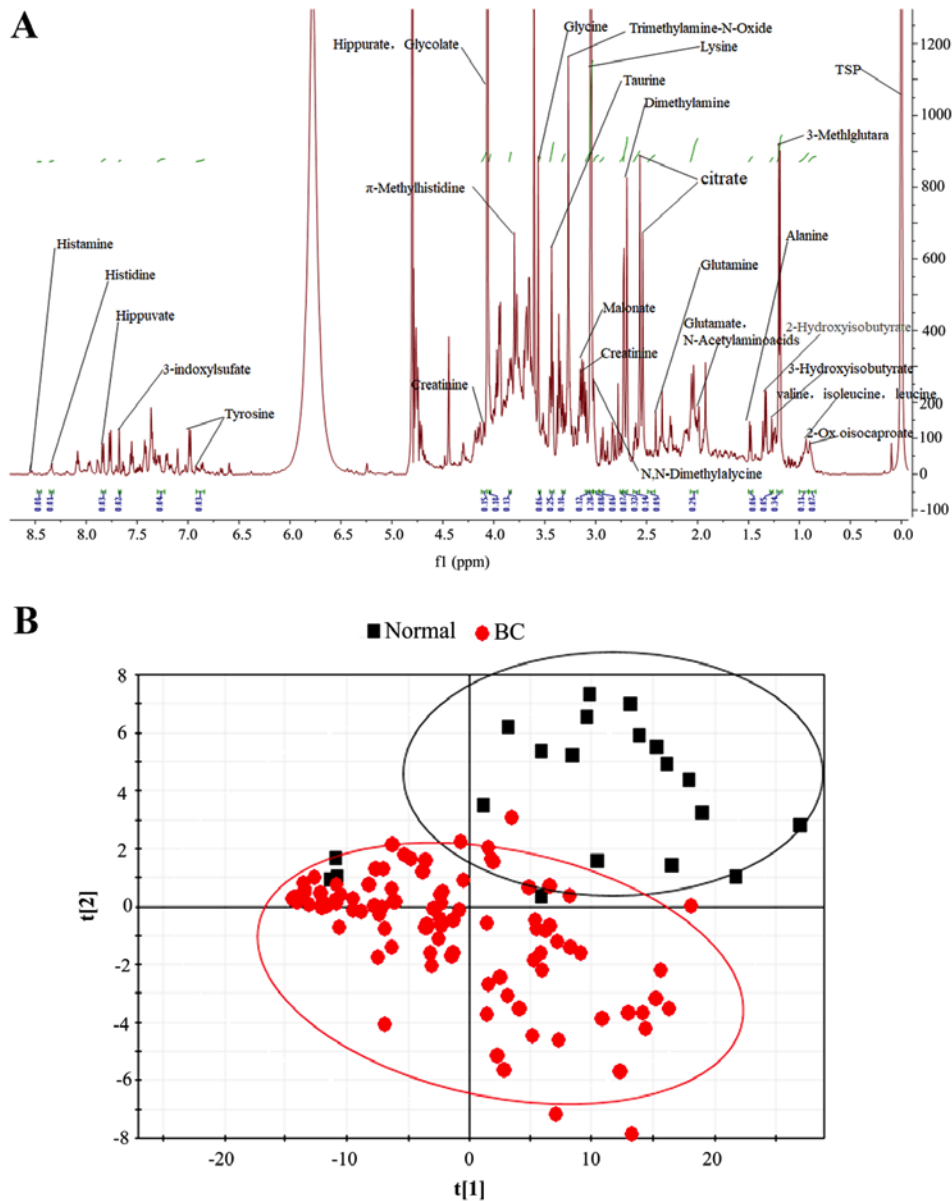 A
Hippurate, Glycolate
Glycine
Trimethylamine-N-Oxide
Lysine
Taurine
Dimethylamine
TSP
3-Methlglutara
π-Methylhistidine
citrate
Histamine
Histidine
Hippuvate
3-indoxylsufate
Tyrosine
Creatinine
Malonate
Creatinine
N,N-Dimethylalycine
Glutamine
Glutamate,
N-Acetylaminoacids
Alanine
2-Hydroxyisobutyrate
3-Hydroxyisobutyrate
valine, isoleucine, leucine
2-Ox oisocaproate
1200
1000
800
600
400
200
0
-100
8.5 8.0 7.5 7.0 6.5 6.0 5.5 5.0 4.5 4.0 3.5 3.0 2.5 2.0 1.5 1.0 0.5 0.0
f1 (ppm)
B
Normal BC
8
6
4
2
0
-2
-4
-6
-8
t[2]
-20 -10 0 10 20
t[1]